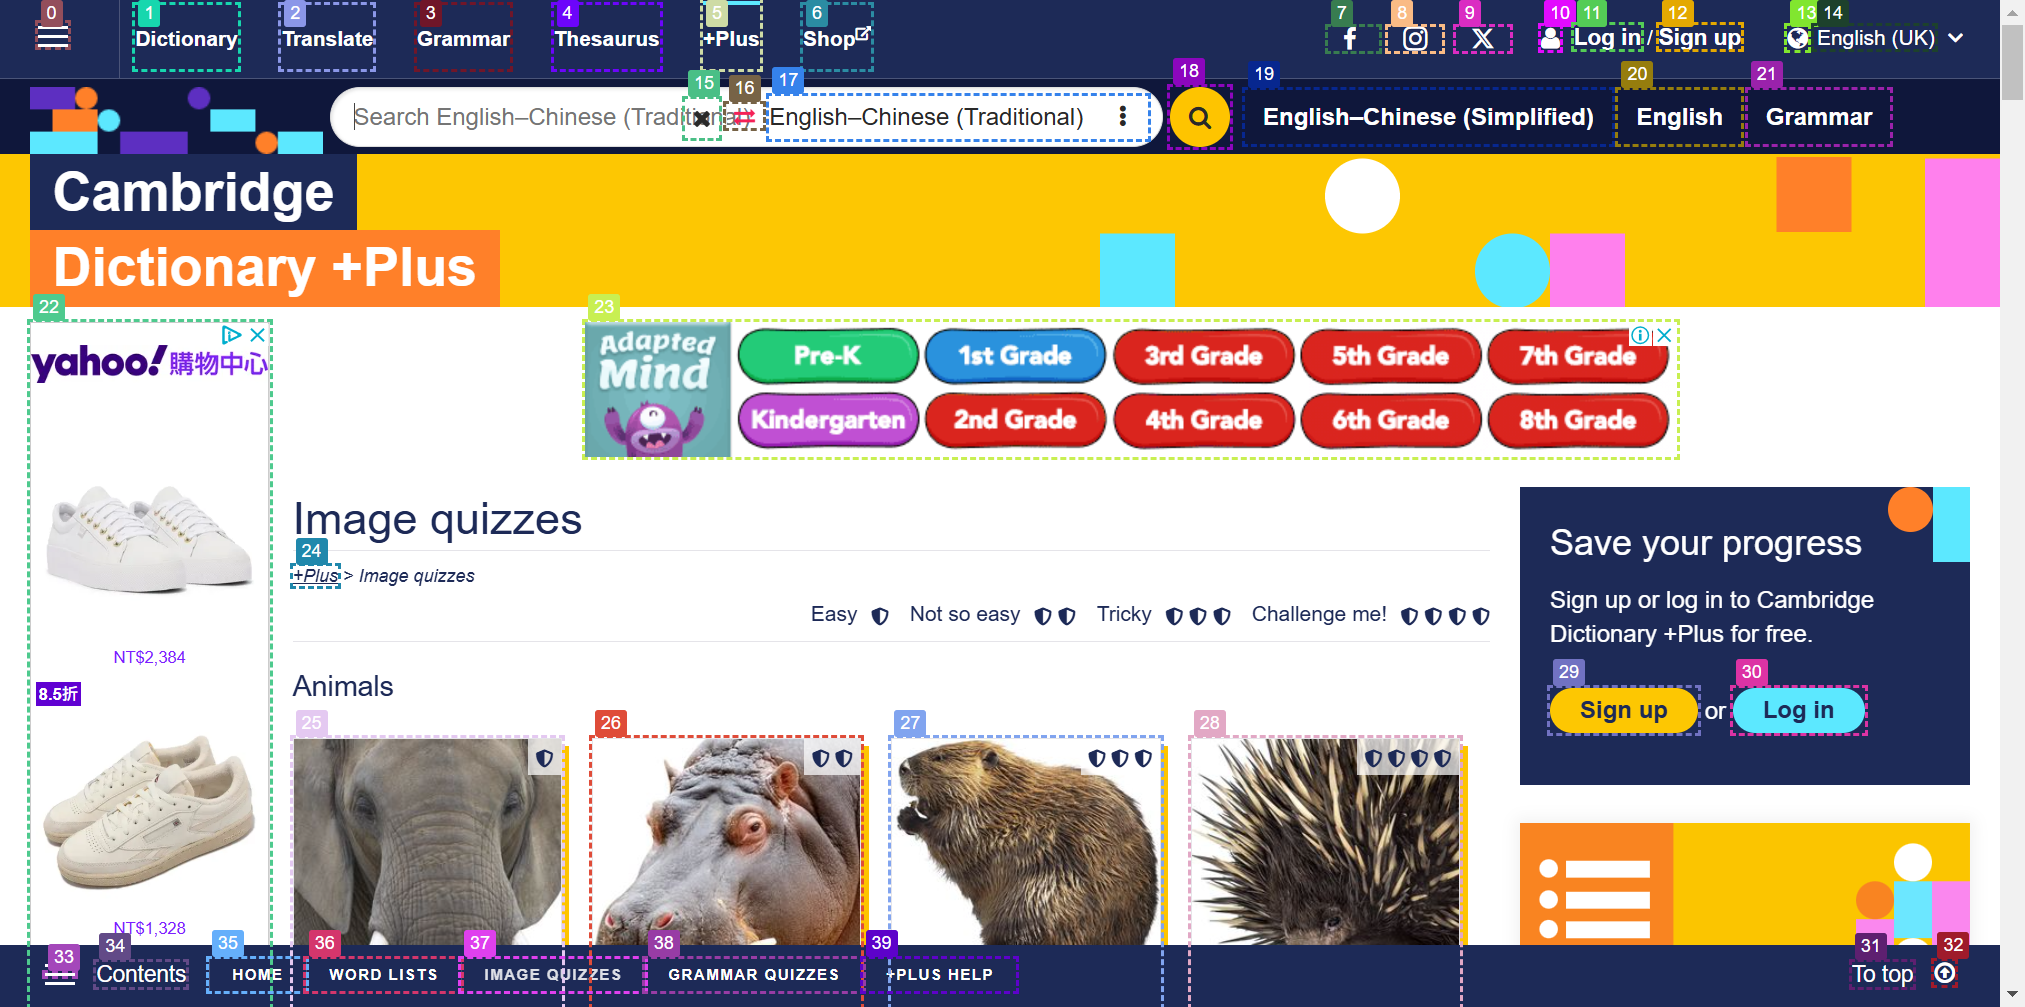 0
1
2
3
4
5
6
7
8
9
10
11
12
13
14
Dictionary
Translate
Grammar
Thesaurus
+Plus
Shop
Log in / Sign up
English (UK)
15
16
17
18
19
20
21
Search English–Chinese (Traditional)
English–Chinese (Traditional)
English–Chinese (Simplified)
English
Grammar
Cambridge
Dictionary +Plus
22
23
yahoo! 購物中心
NT$2,384
8.5折
NT$1,328
Adapted
Mind
Pre-K
1st Grade
3rd Grade
5th Grade
7th Grade
Kindergarten
2nd Grade
4th Grade
6th Grade
8th Grade
Image quizzes
24
+Plus > Image quizzes
Easy
Not so easy
Tricky
Challenge me!
Animals
25
26
27
28
Save your progress
Sign up or log in to Cambridge
Dictionary +Plus for free.
29
30
Sign up or Log in
33
34
35
36
37
38
39
31
32
Contents
HOME
WORD LISTS
IMAGE QUIZZES
GRAMMAR QUIZZES
+PLUS HELP
To top